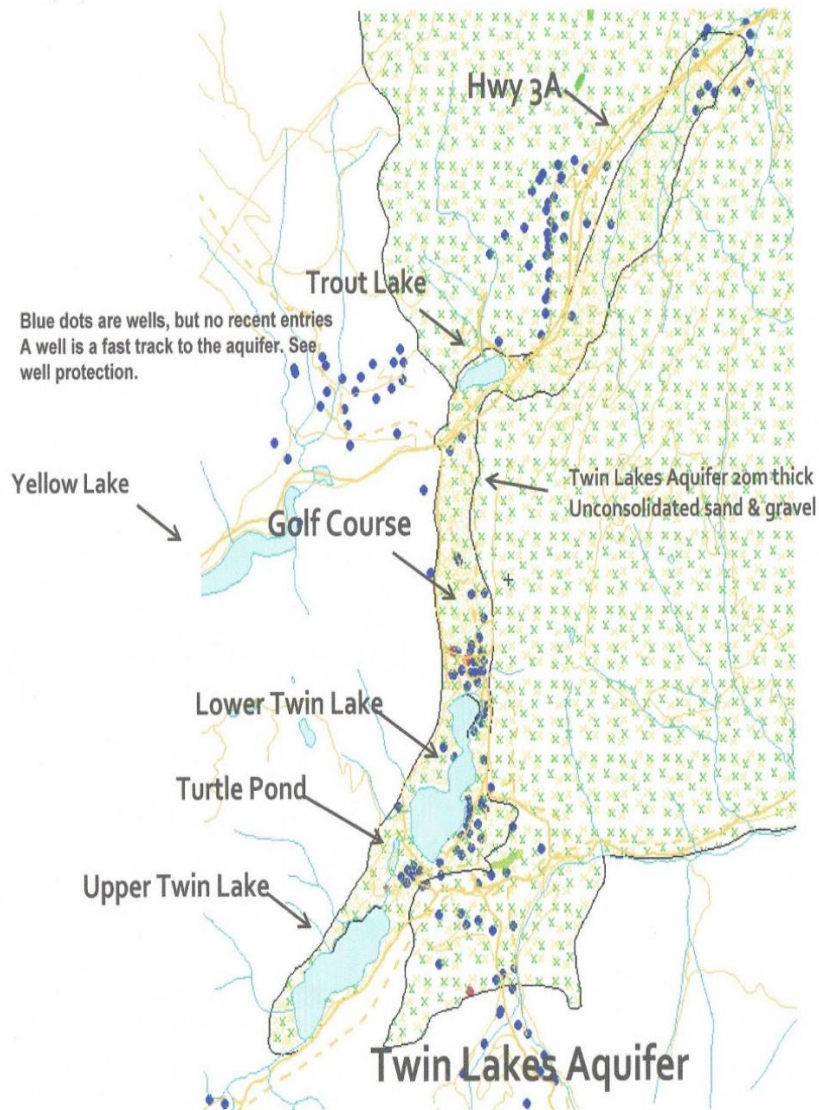 Hwy 3A
Trout Lake
Blue dots are wells, but no recent entries
A well is a fast track to the aquifer. See
well protection.
Yellow Lake
Twin Lakes Aquifer 20m thick
Unconsolidated sand & gravel
Golf Course
Lower Twin Lake
Turtle Pond
Upper Twin Lake
Twin Lakes Aquifer